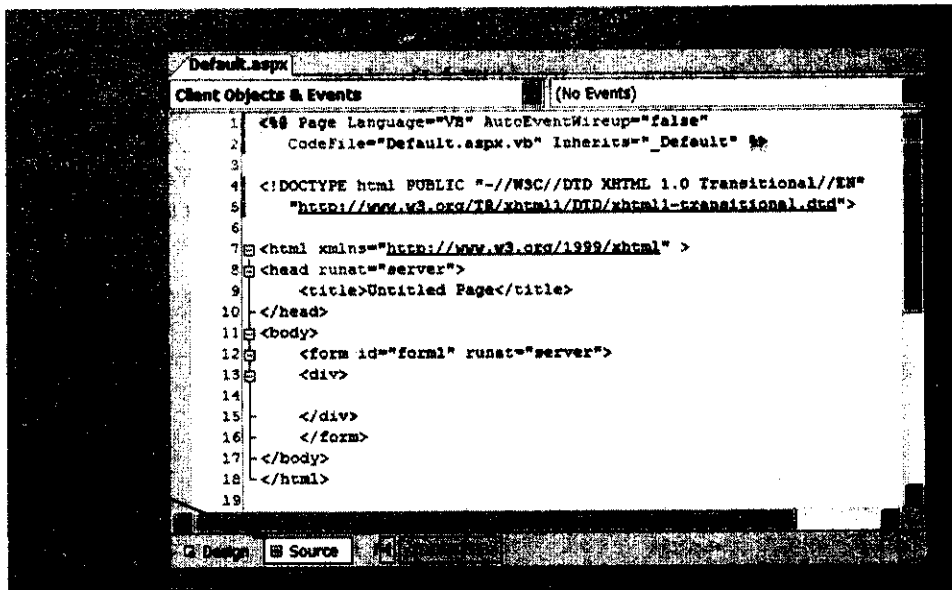 Default.aspx
Client Objects & Events
(No Events)
1 <%@ Page Language="VB" AutoEventWireup="false"
2 CodeFile="Default.aspx.vb" Inherits="_Default" %>
3
4 <!DOCTYPE html PUBLIC "-//W3C//DTD XHTML 1.0 Transitional//EN"
5 "http://www.w3.org/TR/xhtml1/DTD/xhtml1-transitional.dtd">
6
7 <html xmlns="http://www.w3.org/1999/xhtml" >
8 <head runat="server">
9 <title>Untitled Page</title>
10 </head>
11 <body>
12 <form id="form1" runat="server">
13 <div>
14
15 </div>
16 </form>
17 </body>
18 </html>
19
Design
Source